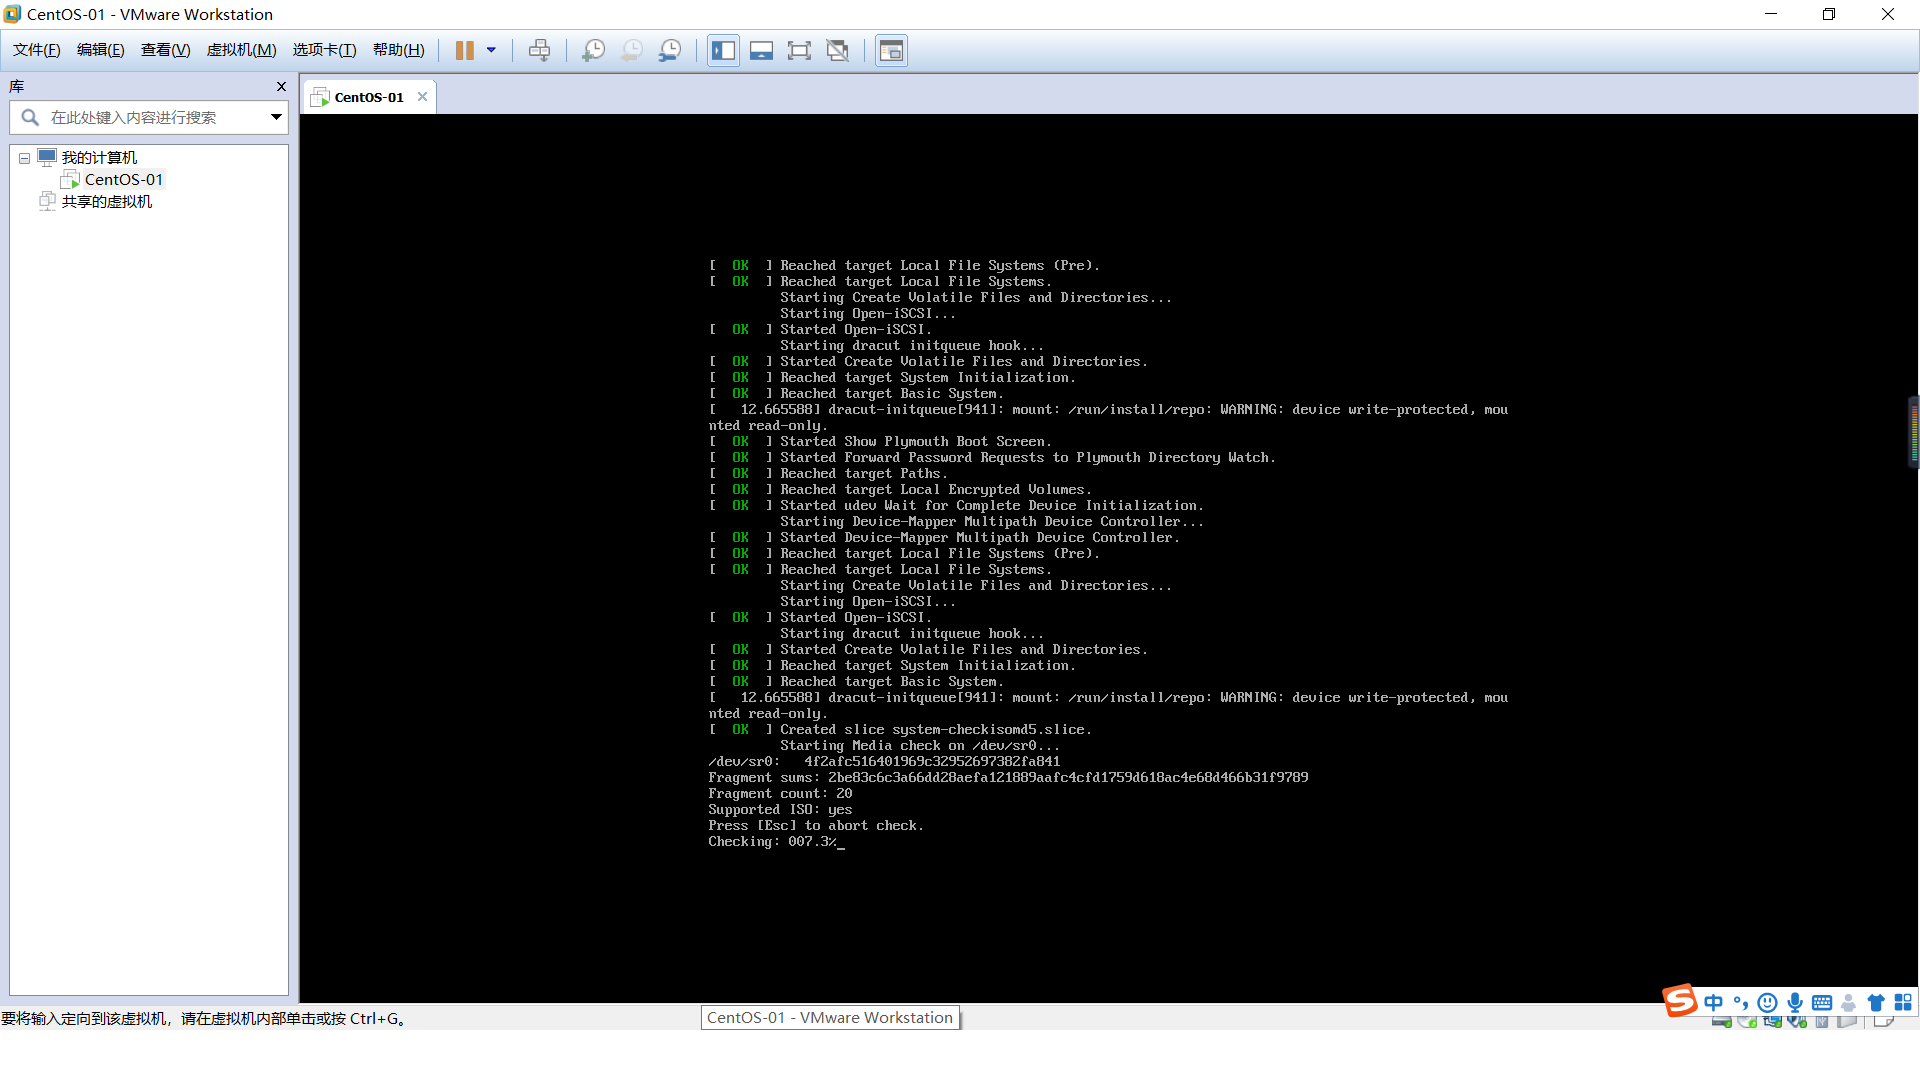 CentOS-01 - VMware Workstation
文件(F) 编辑(E) 查看(V) 虚拟机(M) 选项卡(T) 帮助(H)
库
在此处键入内容进行搜索
我的计算机
CentOS-01
共享的虚拟机
CentOS-01
[  OK  ] Reached target Local File Systems (Pre).
[  OK  ] Reached target Local File Systems.
Starting Create Volatile Files and Directories...
Starting Open-iSCSI...
[  OK  ] Started Open-iSCSI.
Starting dracut initqueue hook...
[  OK  ] Started Create Volatile Files and Directories.
[  OK  ] Reached target System Initialization.
[  OK  ] Reached target Basic System.
[   12.665588] dracut-initqueue[941]: mount: /run/install/repo: WARNING: device write-protected, mou
nted read-only.
[  OK  ] Started Show Plymouth Boot Screen.
[  OK  ] Started Forward Password Requests to Plymouth Directory Watch.
[  OK  ] Reached target Paths.
[  OK  ] Reached target Local Encrypted Volumes.
[  OK  ] Started udev Wait for Complete Device Initialization.
Starting Device-Mapper Multipath Device Controller...
[  OK  ] Started Device-Mapper Multipath Device Controller.
[  OK  ] Reached target Local File Systems (Pre).
[  OK  ] Reached target Local File Systems.
Starting Create Volatile Files and Directories...
Starting Open-iSCSI...
[  OK  ] Started Open-iSCSI.
Starting dracut initqueue hook...
[  OK  ] Started Create Volatile Files and Directories.
[  OK  ] Reached target System Initialization.
[  OK  ] Reached target Basic System.
[   12.665588] dracut-initqueue[941]: mount: /run/install/repo: WARNING: device write-protected, mou
nted read-only.
[  OK  ] Created slice system-checkisomd5.slice.
Starting Media check on /dev/sr0...
/dev/sr0:   4f2afc516401969c32952697382fa841
Fragment sums: 2be83c6c3a66dd28aefa121889aafc4cfd1759d618ac4e68d466b31f9789
Fragment count: 20
Supported ISO: yes
Press [Esc] to abort check.
Checking: 007.3%_
中
要将输入定向到该虚拟机，请在虚拟机内部单击或按 Ctrl+G。
CentOS-01 - VMware Workstation